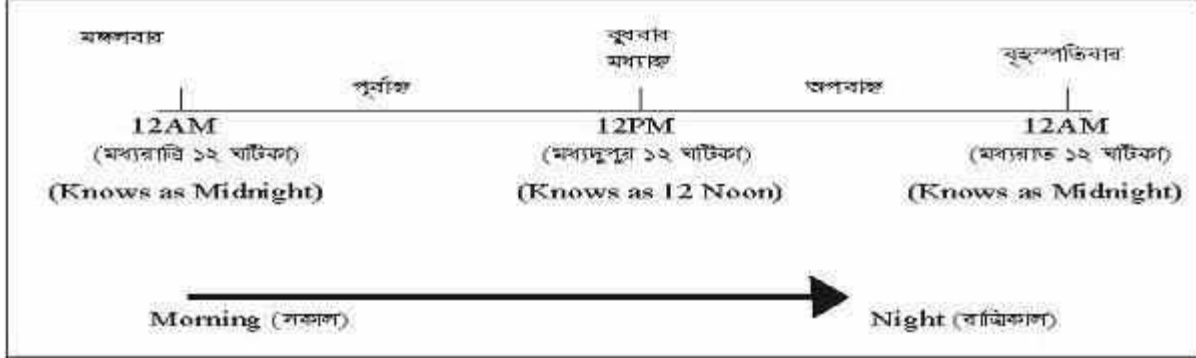 মঙ্গলবার
বুধবার
মধ্যাহ্ন
বৃহস্পতিবার
পূর্বাহ্ন
অপরাহ্ন
12AM
12PM
12AM
(মধ্যরাত্রি ১২ ঘটিকা)
(মধ্যদুপুর ১২ ঘটিকা)
(মধ্যরাত ১২ ঘটিকা)
(Knows as Midnight)
(Knows as 12 Noon)
(Knows as Midnight)
Morning (সকাল)
Night (রাত্রিকাল)